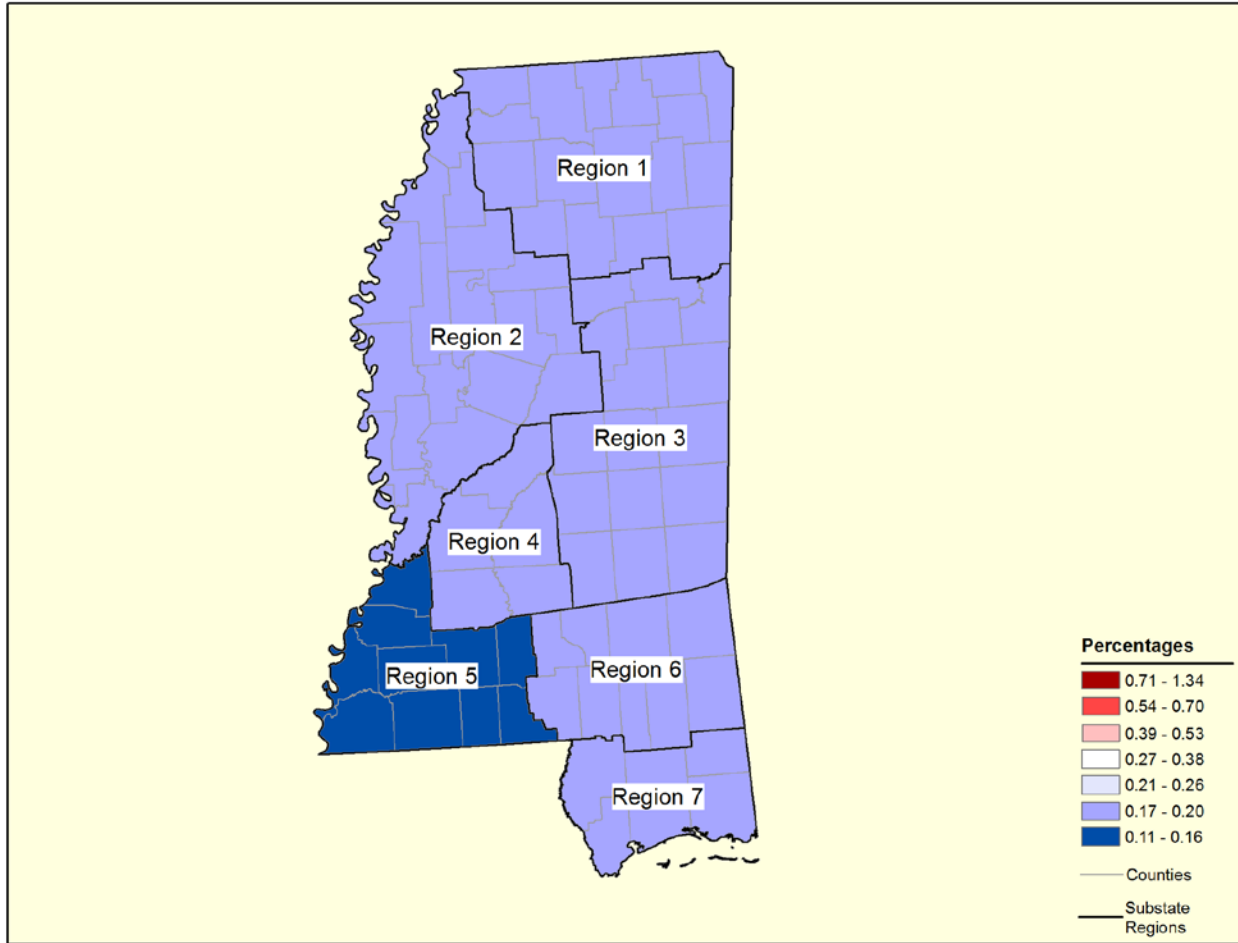 Region 1
Region 2
Region 3
Region 4
Region 5
Region 6
Region 7
Percentages
0.71 - 1.34
0.54 - 0.70
0.39 - 0.53
0.27 - 0.38
0.21 - 0.26
0.17 - 0.20
0.11 - 0.16
Counties
Substate
Regions